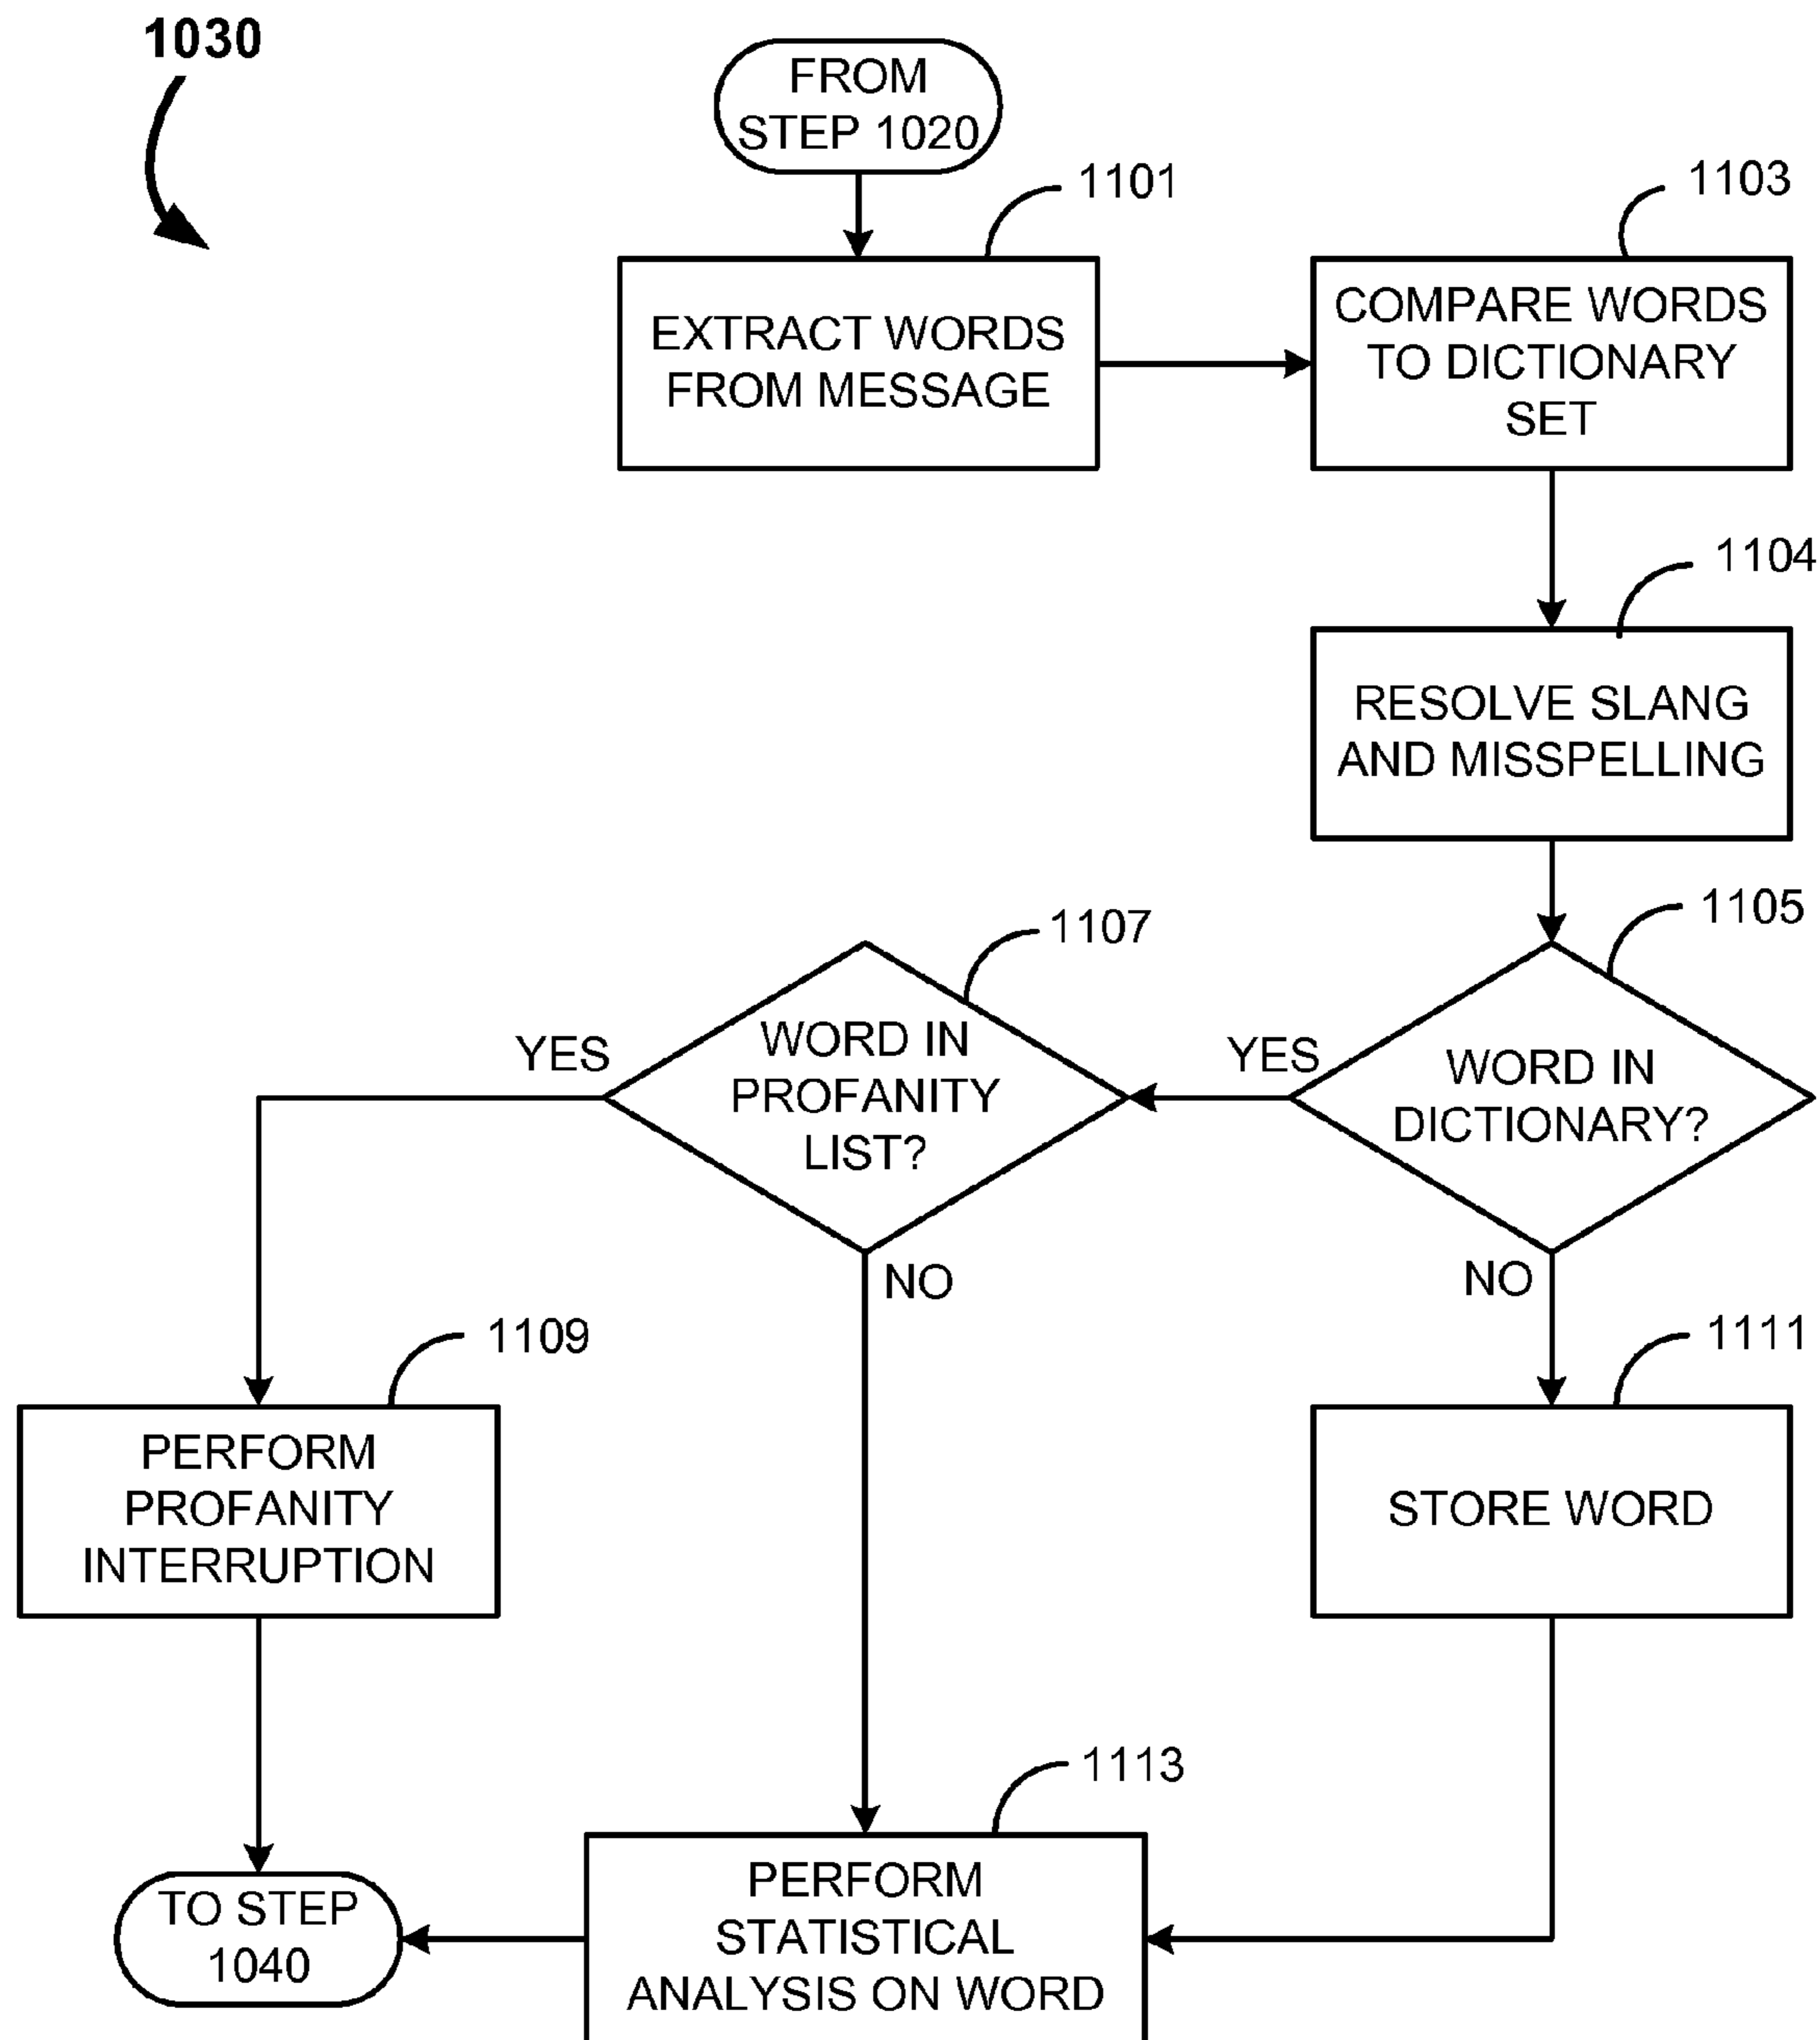 1030
FROM
STEP 1020
1101
EXTRACT WORDS
FROM MESSAGE
1103
COMPARE WORDS
TO DICTIONARY
SET
1104
RESOLVE SLANG
AND MISSPELLING
1105
WORD IN
DICTIONARY?
YES
NO
1107
WORD IN
PROFANITY
LIST?
YES
NO
1109
PERFORM
PROFANITY
INTERRUPTION
1111
STORE WORD
1113
PERFORM
STATISTICAL
ANALYSIS ON WORD
TO STEP
1040